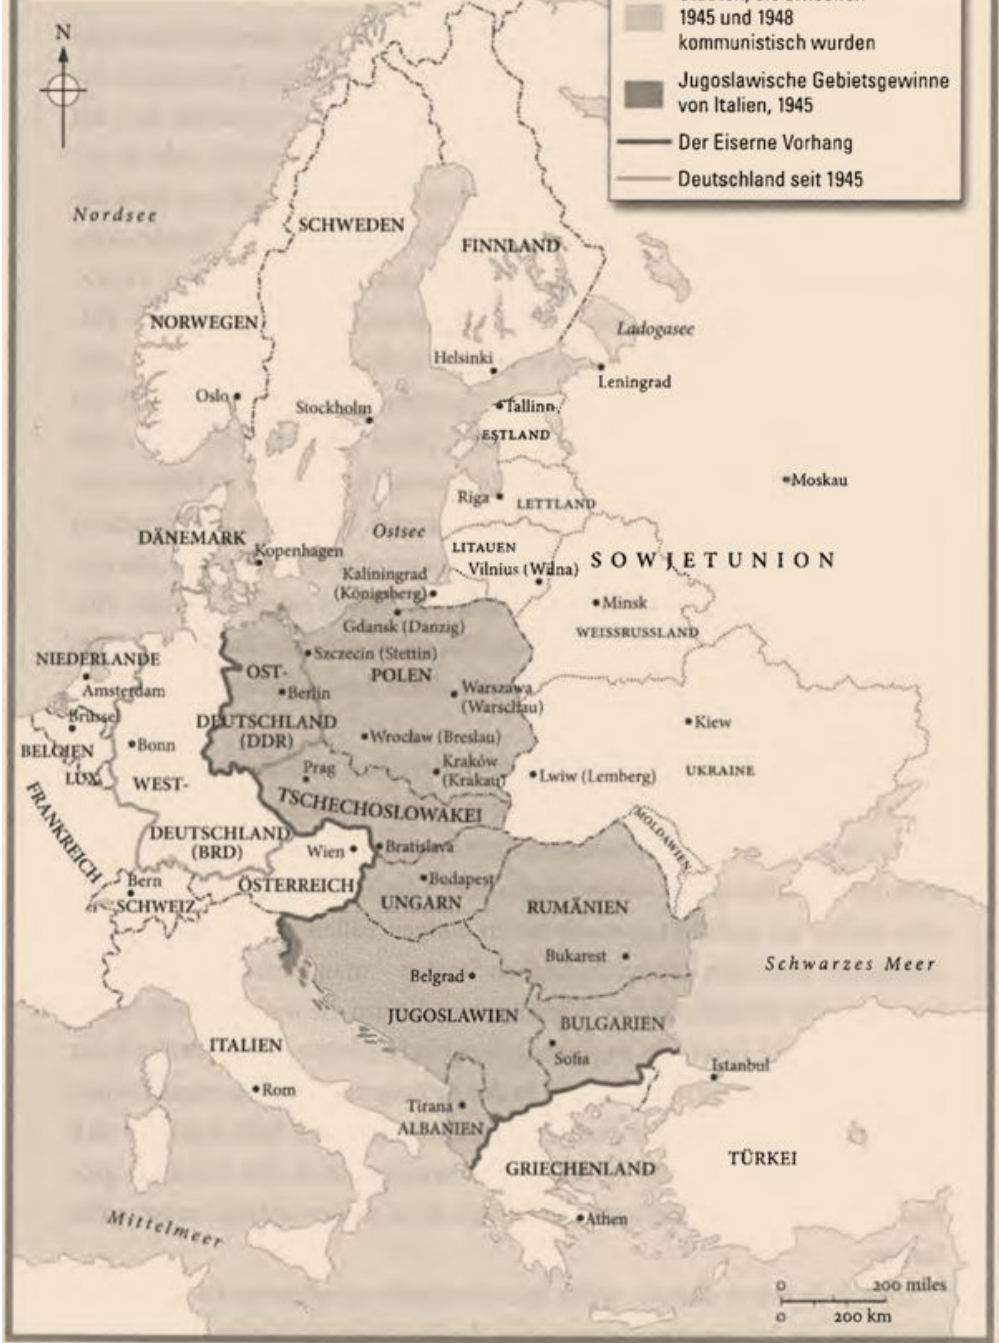 1945 und 1948
kommunistisch wurden
Jugoslawische Gebietsgewinne
von Italien, 1945
Der Eiserne Vorhang
Deutschland seit 1945
N
Nordsee
SCHWEDEN
FINNLAND
NORWEGEN
Ladogasee
Helsinki
Leningrad
Oslo
Stockholm
Tallinn
ESTLAND
Moskau
Riga
LETTLAND
Ostsee
DÄNEMARK
Kopenhagen
LITAUEN
Vilnius (Wilna)
SOWJETUNION
Kaliningrad
(Königsberg)
Minsk
Gdansk (Danzig)
WEISSRUSSLAND
NIEDERLANDE
Amsterdam
Szczecin (Stettin)
OST-
POLEN
Berlin
Warszawa
(Warschau)
Brüssel
DEUTSCHLAND
(DDR)
Kiew
BELGIEN
Bonn
Wrocław (Breslau)
Prag
Kraków
(Krakau)
Lwiw (Lemberg)
UKRAINE
LUX.
WEST-
TSCHECHOSLOWAKEI
FRANKREICH
DEUTSCHLAND
(BRD)
MOLDAWIEN
Wien
Bratislava
Bern
SCHWEIZ
ÖSTERREICH
Budapest
UNGARN
RUMÄNIEN
Bukarest
Schwarzes Meer
Belgrad
JUGOSLAWIEN
BULGARIEN
ITALIEN
Sofia
Istanbul
Rom
Tirana
ALBANIEN
GRIECHENLAND
TÜRKEI
Mittelmeer
Athen
0 200 miles
0 200 km